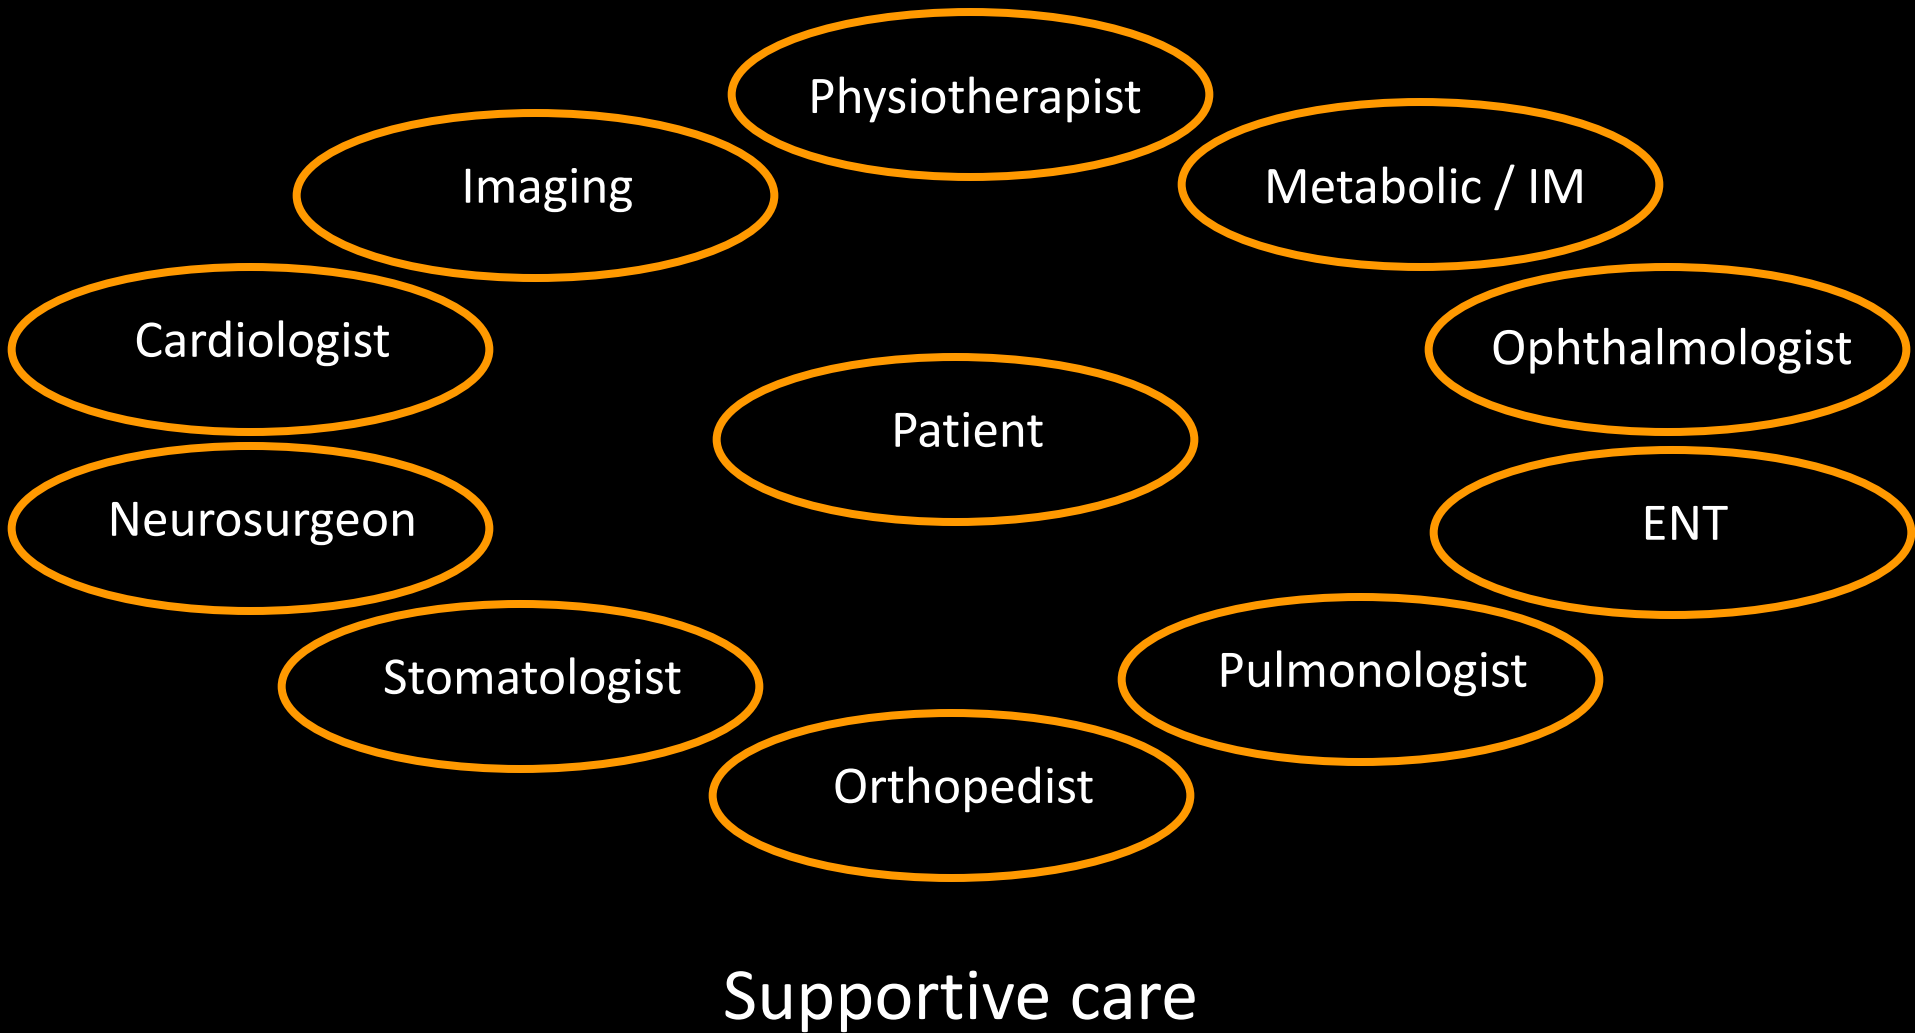 Physiotherapist
Imaging
Metabolic / IM
Cardiologist
Ophthalmologist
Patient
Neurosurgeon
ENT
Stomatologist
Pulmonologist
Orthopedist
Supportive care